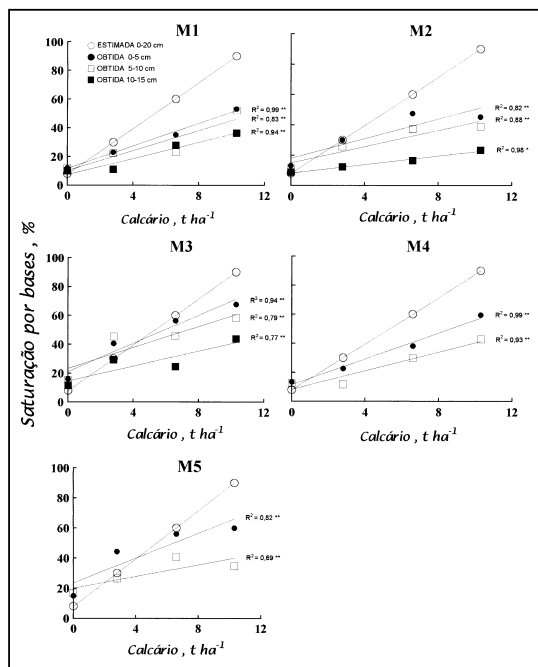 M1
ESTIMADA 0-20 cm
OBTIDA 0-5 cm
OBTIDA 5-10 cm
OBTIDA 10-15 cm
100
80
60
40
20
0
R² = 0,99 **
R² = 0,83 **
R² = 0,94 **
0 4 8 12
Calcário , t ha⁻¹
M2
R² = 0,82 **
R² = 0,88 **
R² = 0,98 *
0 4 8 12
Calcário , t ha⁻¹
Saturação por bases , %
M3
100
80
60
40
20
0
R² = 0,94 **
R² = 0,79 **
R² = 0,77 **
0 4 8 12
Calcário , t ha⁻¹
M4
R² = 0,99 **
R² = 0,93 **
0 4 8 12
Calcário , t ha⁻¹
M5
100
80
60
40
20
0
R² = 0,82 **
R² = 0,69 **
0 4 8 12
Calcário , t ha⁻¹